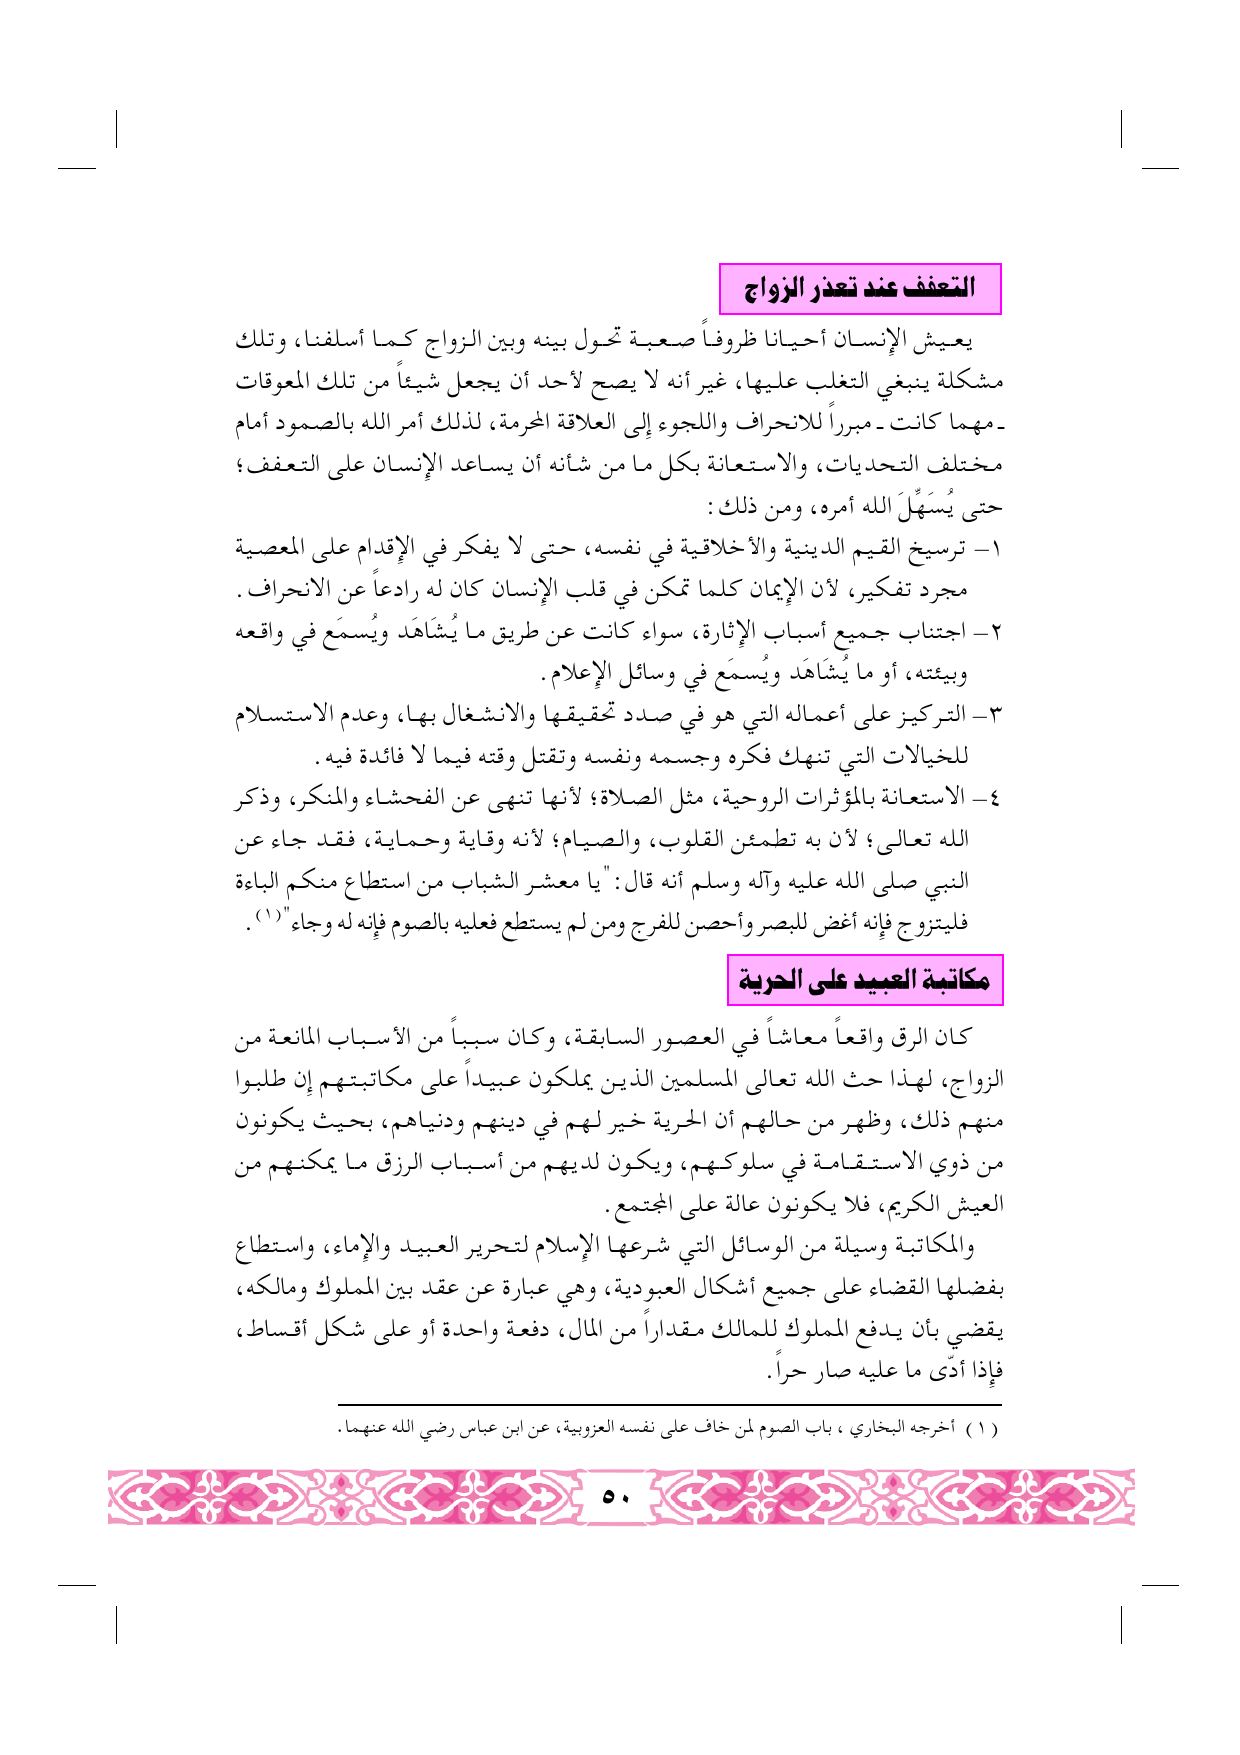 التعفف عند تعذر الزواج
يعيش الإنسان أحيانا ظروفاً صعبة تحول بينه وبين الزواج كما أسلفنا، وتلك
مشكلة ينبغي التغلب عليها، غير أنه لا يصح لأحد أن يجعل شيئاً من تلك المعوقات
ـ مهما كانت ـ مبرراً للانحراف واللجوء إلى العلاقة المحرمة، لذلك أمر الله بالصمود أمام
مختلف التحديات، والاستعانة بكل ما من شأنه أن يساعد الإنسان على التعفف؛
حتى يُسَهِّلَ الله أمره، ومن ذلك:
١– ترسيخ القيم الدينية والأخلاقية في نفسه، حتى لا يفكر في الإقدام على المعصية
مجرد تفكير، لأن الإيمان كلما تمكن في قلب الإنسان كان له رادعاً عن الانحراف.
٢– اجتناب جميع أسباب الإثارة، سواء كانت عن طريق ما يُشَاهَد ويُسمَع في واقعه
وبيئته، أو ما يُشَاهَد ويُسمَع في وسائل الإعلام.
٣– التركيز على أعماله التي هو في صدد تحقيقها والانشغال بها، وعدم الاستسلام
للخيالات التي تنهك فكره وجسمه ونفسه وتقتل وقته فيما لا فائدة فيه.
٤– الاستعانة بالمؤثرات الروحية، مثل الصلاة؛ لأنها تنهى عن الفحشاء والمنكر، وذكر
الله تعالى؛ لأن به تطمئن القلوب، والصيام؛ لأنه وقاية وحماية، فقد جاء عن
النبي صلى الله عليه وآله وسلم أنه قال: "يا معشر الشباب من استطاع منكم الباءة
فليتزوج فإنه أغض للبصر وأحصن للفرج ومن لم يستطع فعليه بالصوم فإنه له وجاء"(١).
مكاتبة العبيد على الحرية
كان الرق واقعاً معاشاً في العصور السابقة، وكان سبباً من الأسباب المانعة من
الزواج، لهذا حث الله تعالى المسلمين الذين يملكون عبيداً على مكاتبتهم إن طلبوا
منهم ذلك، وظهر من حالهم أن الحرية خير لهم في دينهم ودنياهم، بحيث يكونون
من ذوي الاستقامة في سلوكهم، ويكون لديهم من أسباب الرزق ما يمكنهم من
العيش الكريم، فلا يكونون عالة على المجتمع.
والمكاتبة وسيلة من الوسائل التي شرعها الإسلام لتحرير العبيد والإماء، واستطاع
بفضلها القضاء على جميع أشكال العبودية، وهي عبارة عن عقد بين المملوك ومالكه،
يقضي بأن يدفع المملوك للمالك مقداراً من المال، دفعة واحدة أو على شكل أقساط،
فإذا أدّى ما عليه صار حراً.
(١) أخرجه البخاري ، باب الصوم لمن خاف على نفسه العزوبية، عن ابن عباس رضي الله عنهما.
٥٠